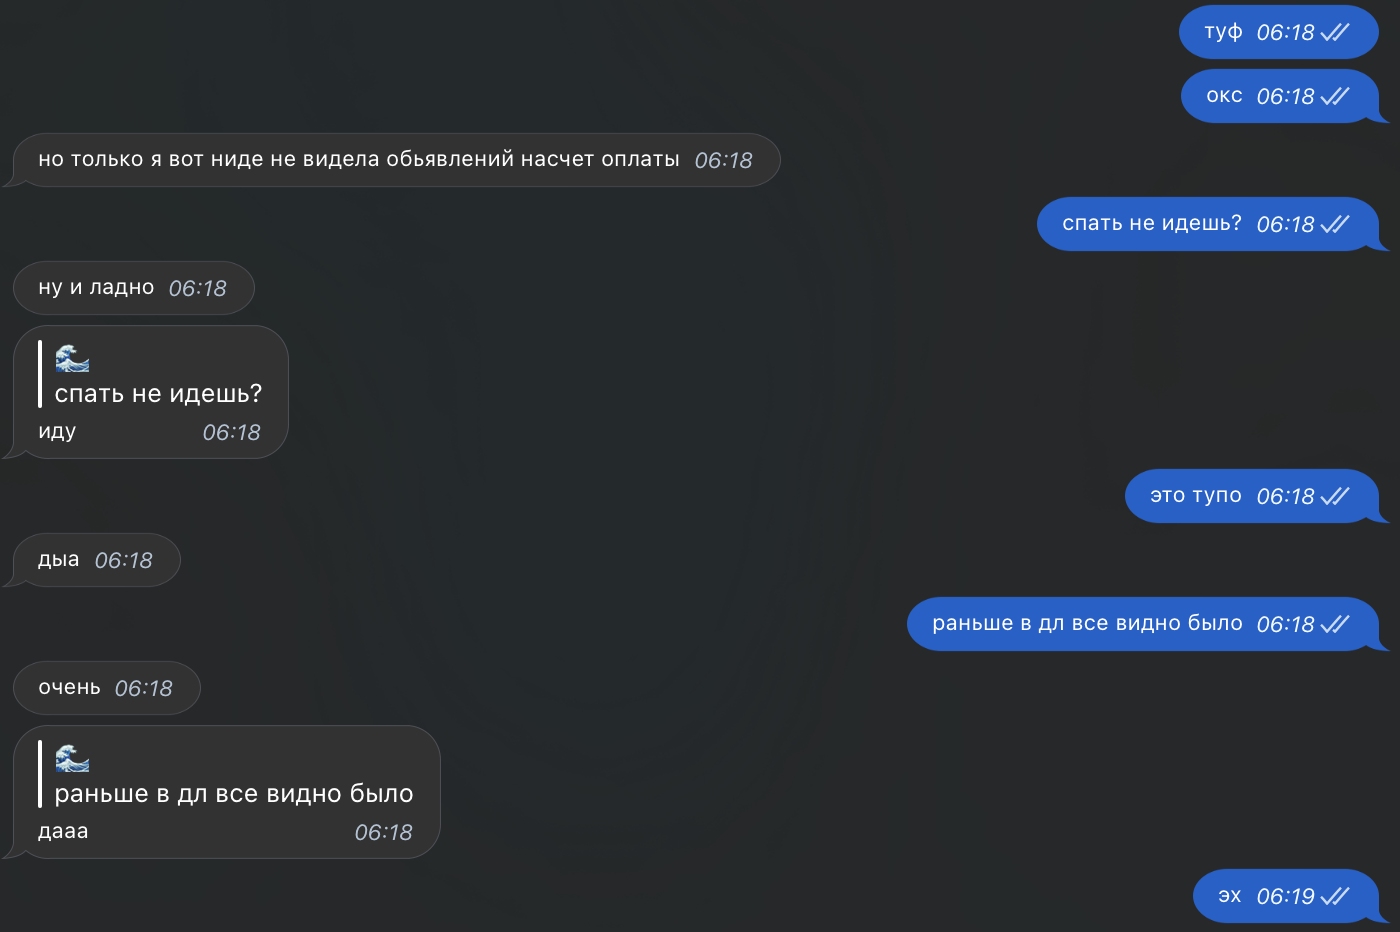 туф 06:18
окс 06:18
но только я вот ниде не видела обьявлений насчет оплаты 06:18
спать не идешь? 06:18
ну и ладно 06:18
🌊
спать не идешь?
иду 06:18
это тупо 06:18
дыа 06:18
раньше в дл все видно было 06:18
очень 06:18
🌊
раньше в дл все видно было
дааа 06:18
эх 06:19